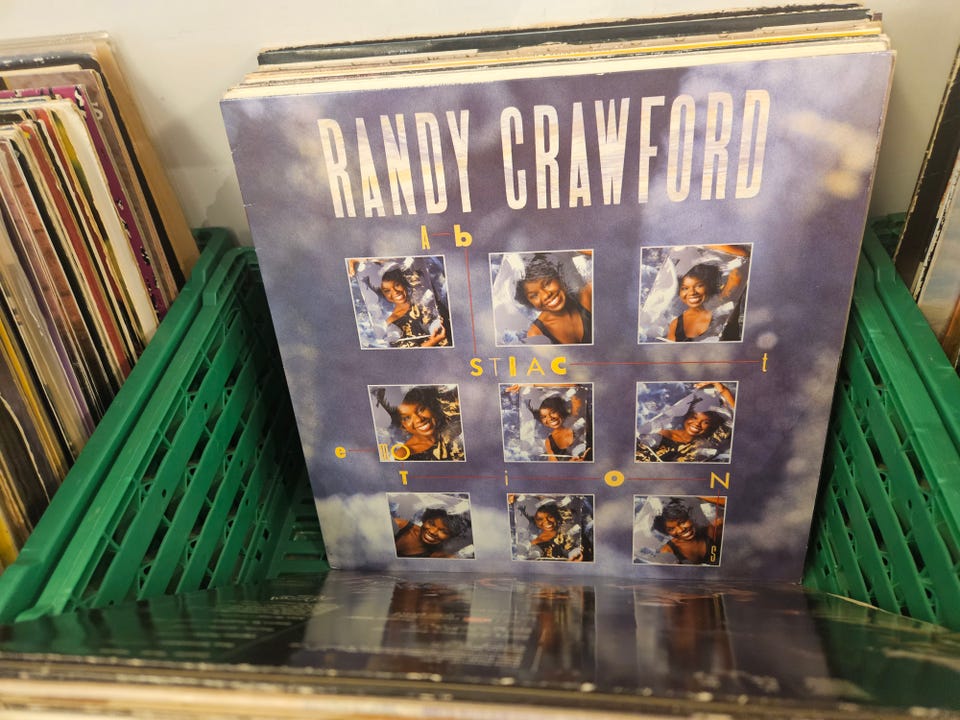 RANDY CRAWFORD
A b
STIAC t
e mo
T i O N
S